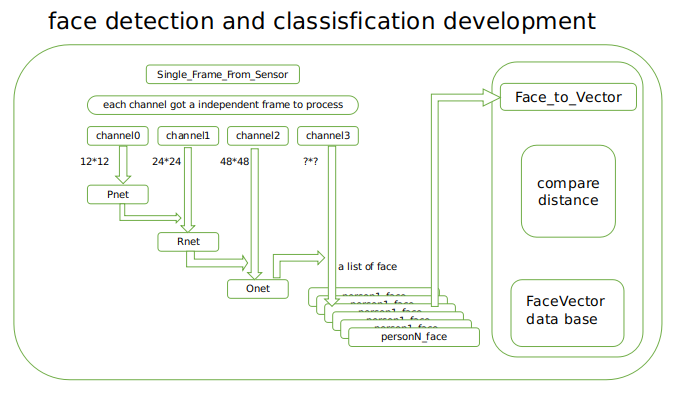 face detection and classisfication development
Single_Frame_From_Sensor
each channel got a independent frame to process
channel0
channel1
channel2
channel3
12*12
24*24
48*48
?*?
Pnet
Rnet
Onet
a list of face
person1_face
person1_face
person1_face
person1_face
person1_face
personN_face
Face_to_Vector
compare
distance
FaceVector
data base